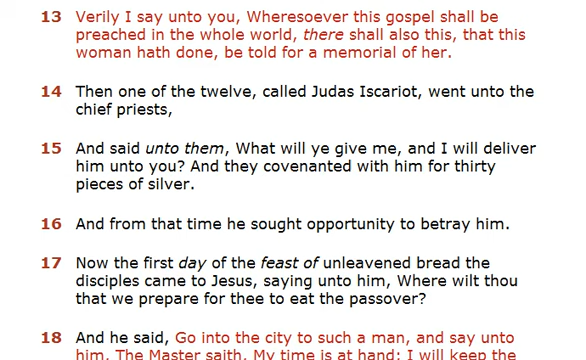 13 Verily I say unto you, Wheresoever this gospel shall be
preached in the whole world, there shall also this, that this
woman hath done, be told for a memorial of her.
14 Then one of the twelve, called Judas Iscariot, went unto the
chief priests,
15 And said unto them, What will ye give me, and I will deliver
him unto you? And they covenanted with him for thirty
pieces of silver.
16 And from that time he sought opportunity to betray him.
17 Now the first day of the feast of unleavened bread the
disciples came to Jesus, saying unto him, Where wilt thou
that we prepare for thee to eat the passover?
18 And he said, Go into the city to such a man, and say unto
him, The Master saith, My time is at hand; I will keep the